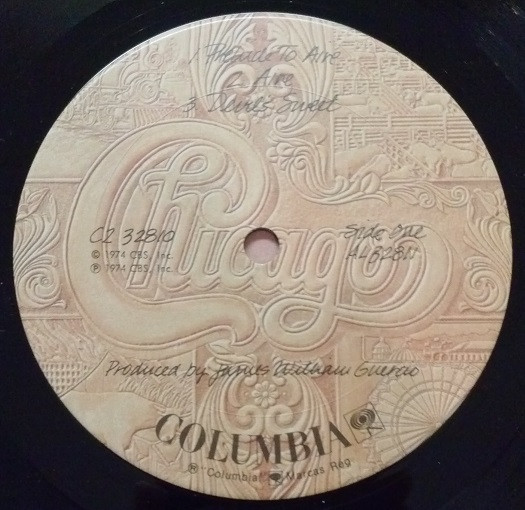 1. Prelude To Aire
2. Aire
3. Devil's Sweet
Chicago
C2 32810
© 1974 CBS, Inc.
℗ 1974 CBS, Inc.
Side One
AL 32811
Produced by James William Guercio
COLUMBIA
® "Columbia" Marcas Reg